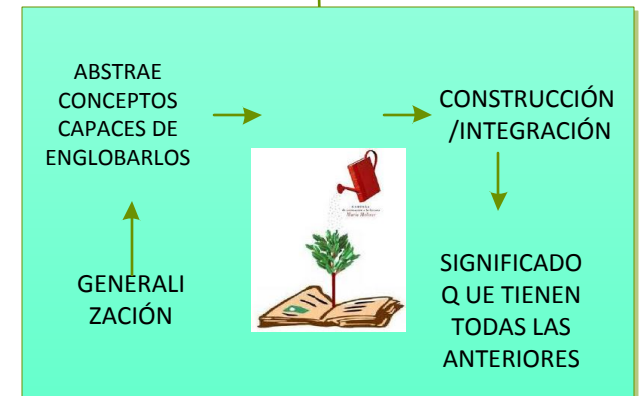 ABSTRAE
CONCEPTOS
CAPACES DE
ENGLOBARLOS
CONSTRUCCIÓN
/INTEGRACIÓN
GENERALI
ZACIÓN
SIGNIFICADO
Q UE TIENEN
TODAS LAS
ANTERIORES